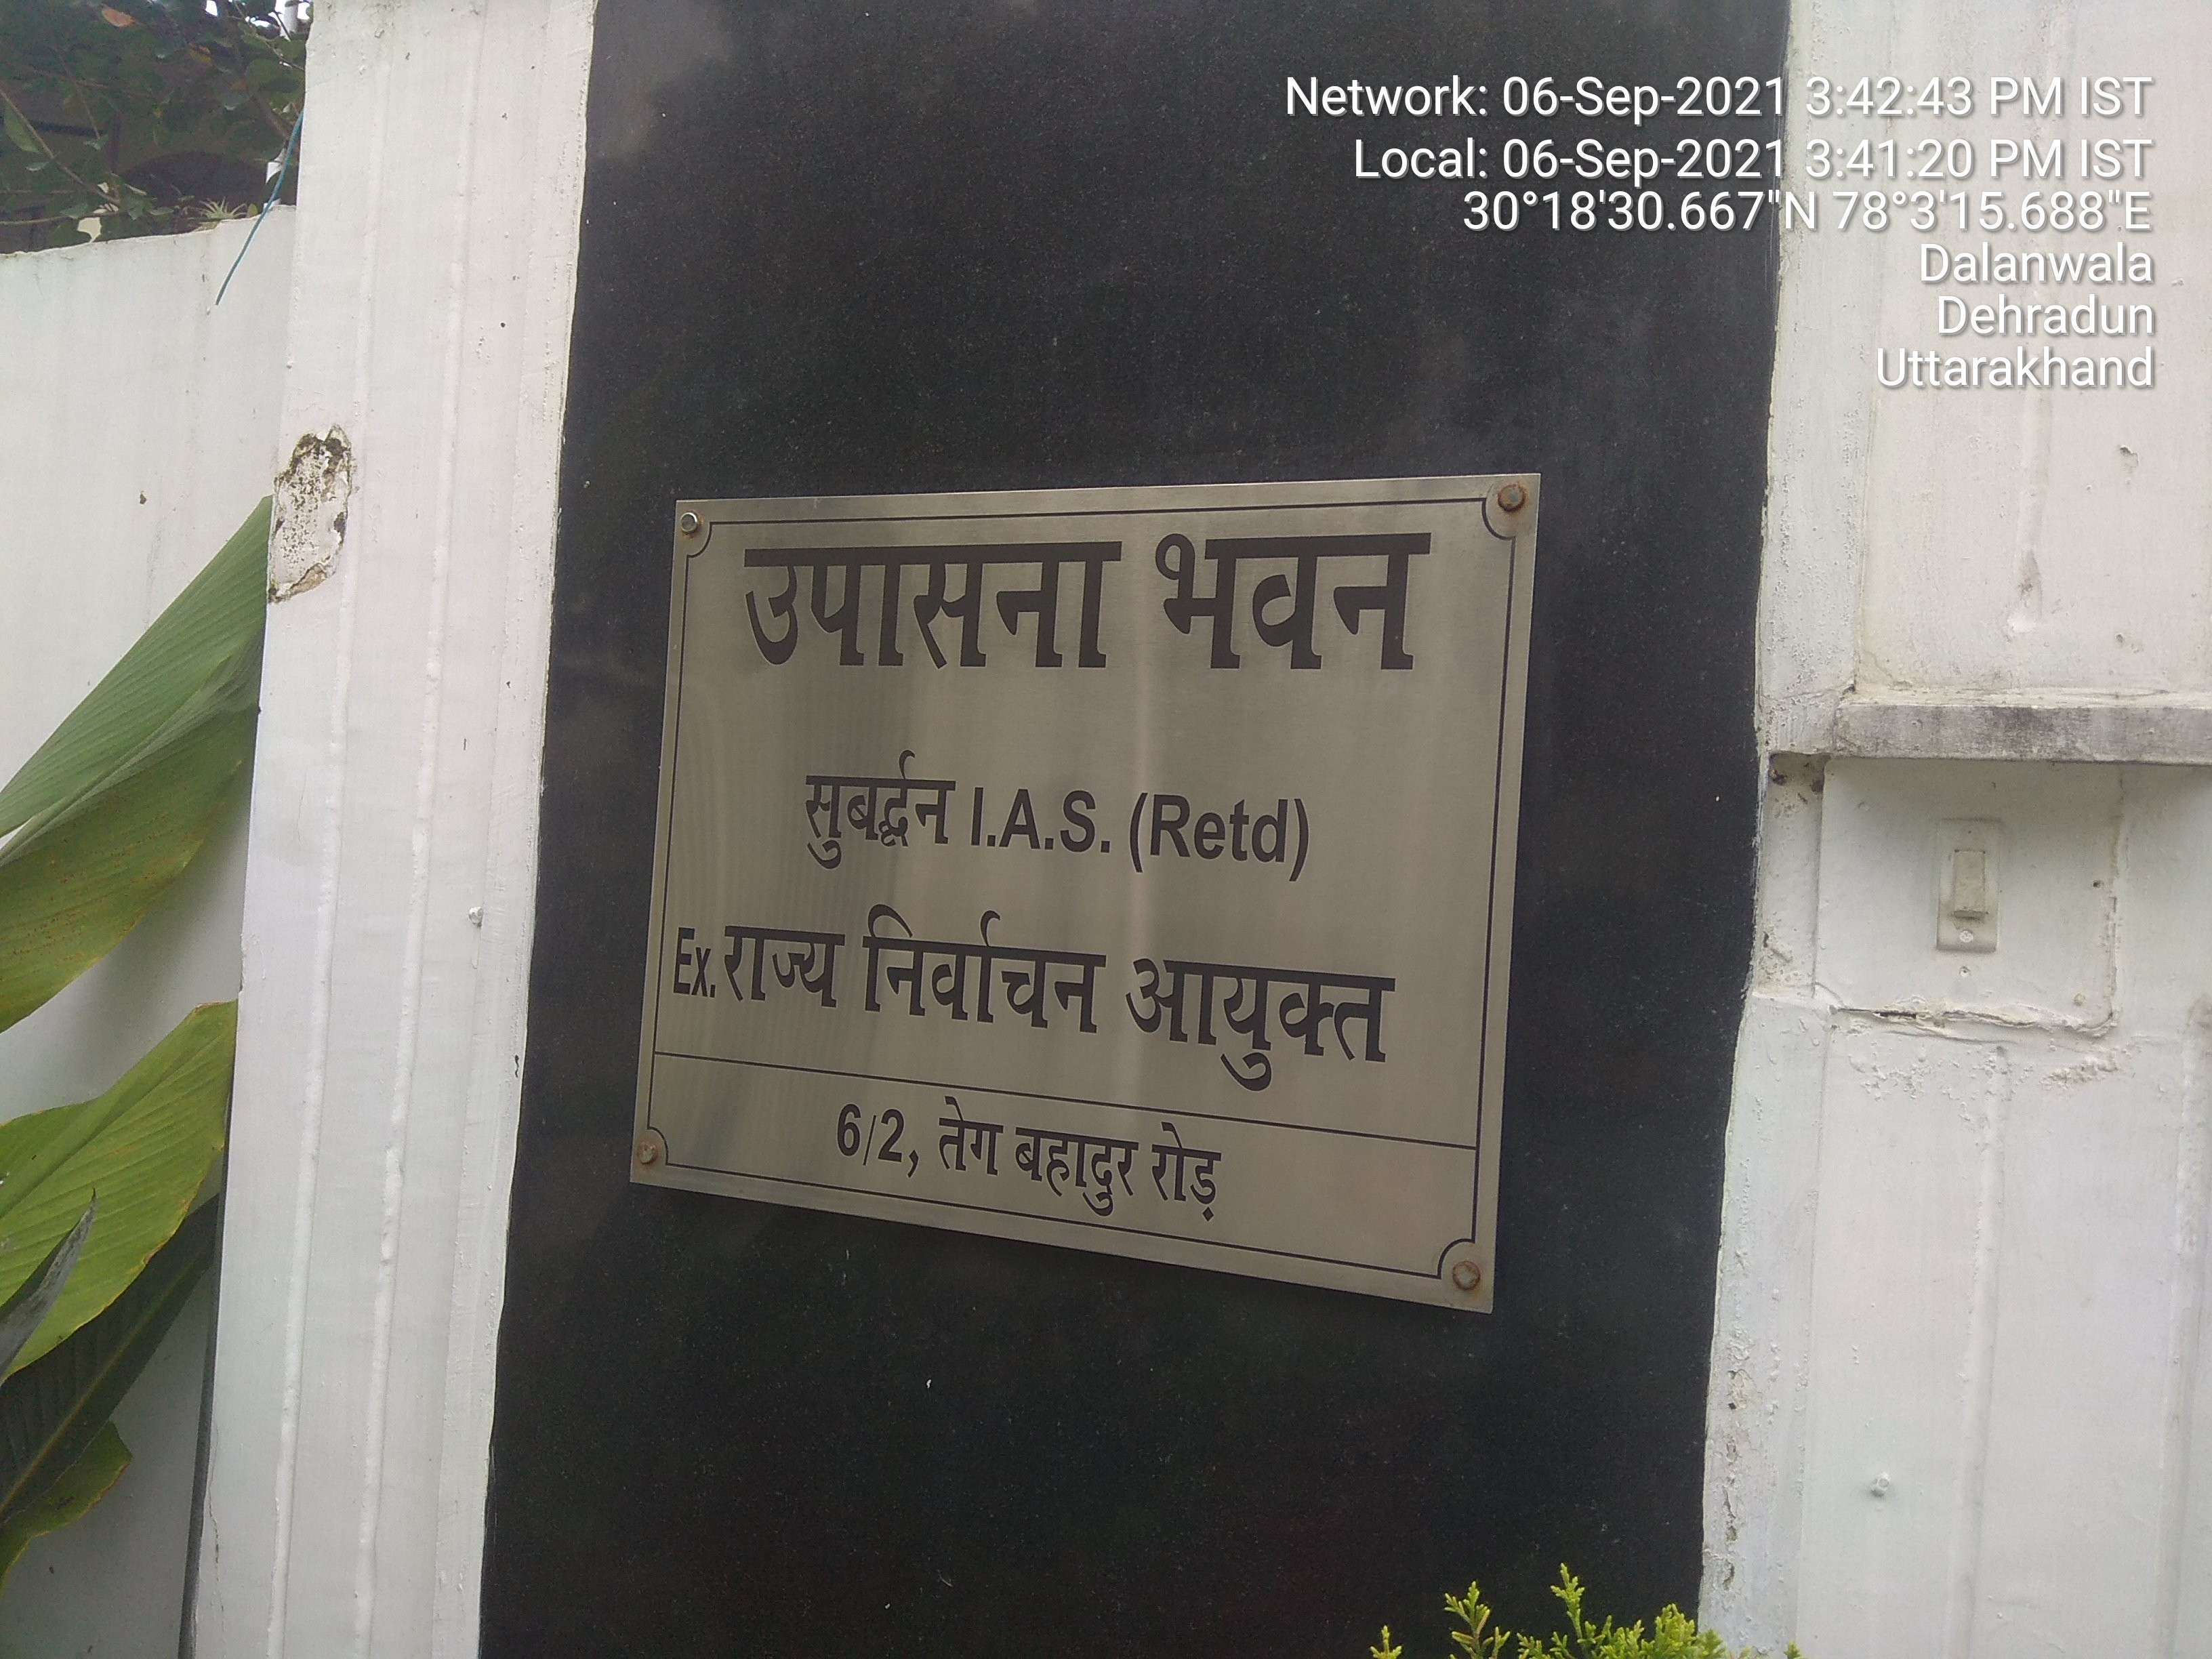 Network: 06-Sep-2021 3:42:43 PM IST
Local: 06-Sep-2021 3:41:20 PM IST
30°18'30.667"N 78°3'15.688"E
Dalanwala
Dehradun
Uttarakhand
उपासना भवन
सुबर्द्धन I.A.S. (Retd)
Ex. राज्य निर्वाचन आयुक्त
6/2, तेग बहादुर रोड़